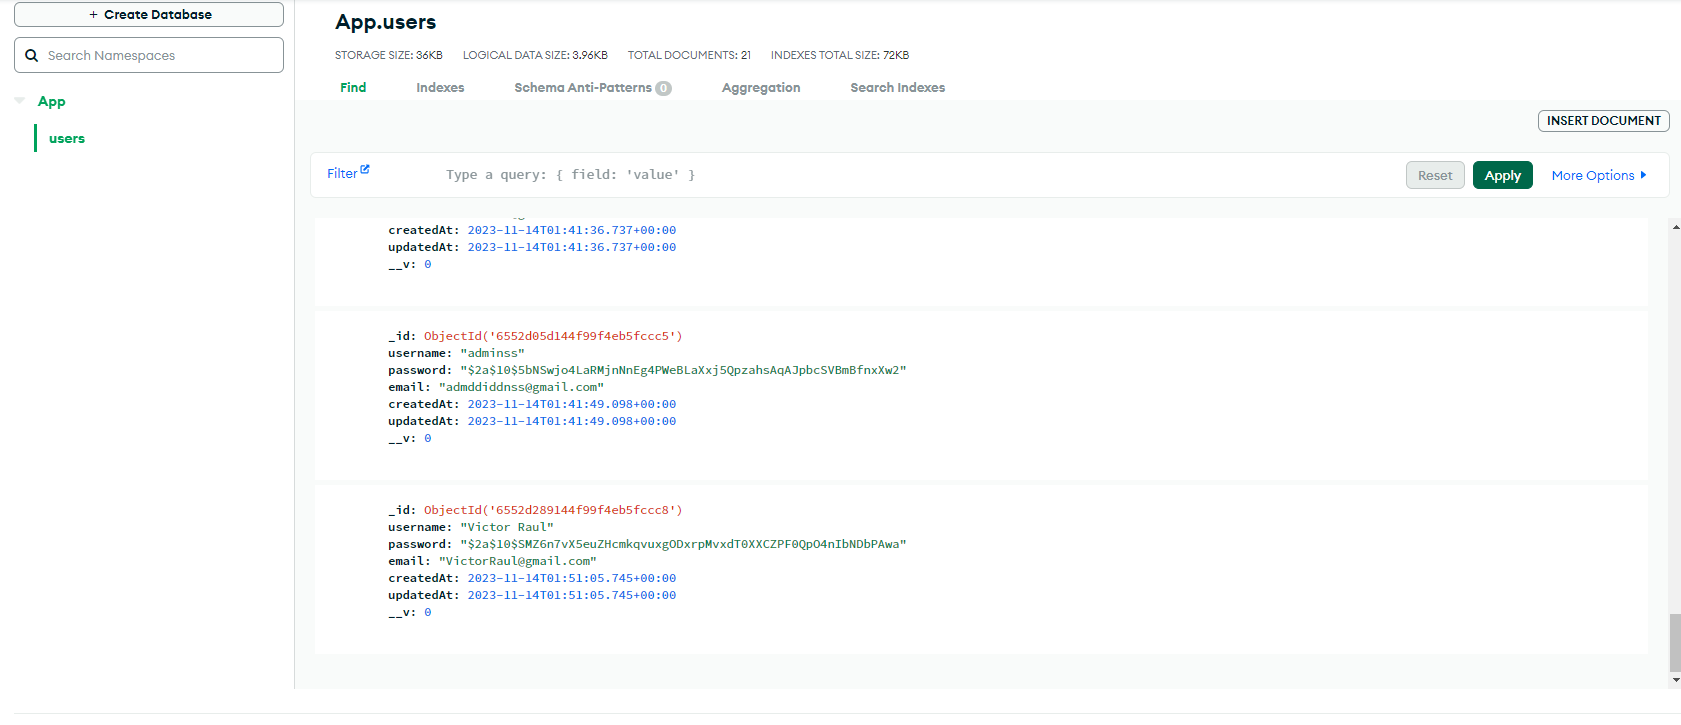 + Create Database
Search Namespaces
App
users
App.users
STORAGE SIZE: 36KB LOGICAL DATA SIZE: 3.96KB TOTAL DOCUMENTS: 21 INDEXES TOTAL SIZE: 72KB
Find Indexes Schema Anti-Patterns 0 Aggregation Search Indexes
INSERT DOCUMENT
Filter Type a query: { field: 'value' } Reset Apply More Options
createdAt: 2023-11-14T01:41:36.737+00:00
updatedAt: 2023-11-14T01:41:36.737+00:00
__v: 0
_id: ObjectId('6552d05d144f99f4eb5fccc5')
username: "adminss"
password: "$2a$10$5bNSwjo4LaRMjnNnEg4PWeBLaXxj5QpzahsAqAJpbcSVBmBfnxXw2"
email: "admddiddnss@gmail.com"
createdAt: 2023-11-14T01:41:49.098+00:00
updatedAt: 2023-11-14T01:41:49.098+00:00
__v: 0
_id: ObjectId('6552d289144f99f4eb5fccc8')
username: "Victor Raul"
password: "$2a$10$SMZ6n7vX5euZHcmkqvuxgODxrpMvxdT0XXCZPF0QpO4nIbNDbPAwa"
email: "VictorRaul@gmail.com"
createdAt: 2023-11-14T01:51:05.745+00:00
updatedAt: 2023-11-14T01:51:05.745+00:00
__v: 0